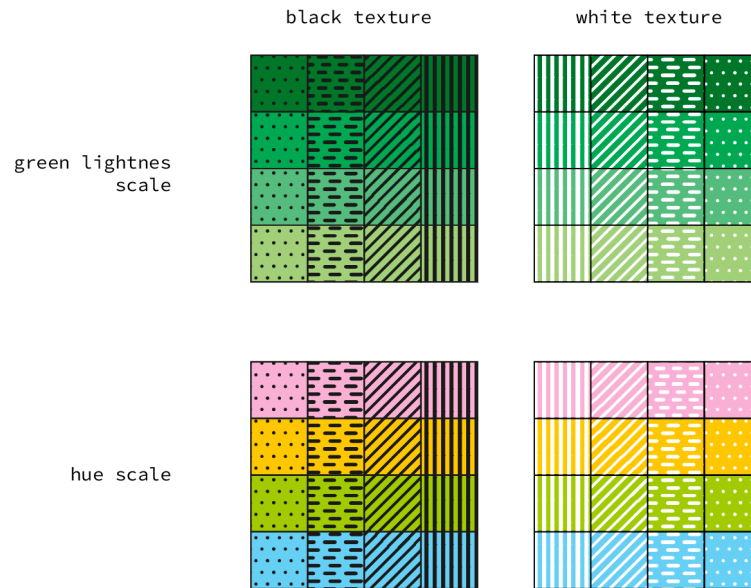 black texture
white texture
green lightnes
scale
hue scale